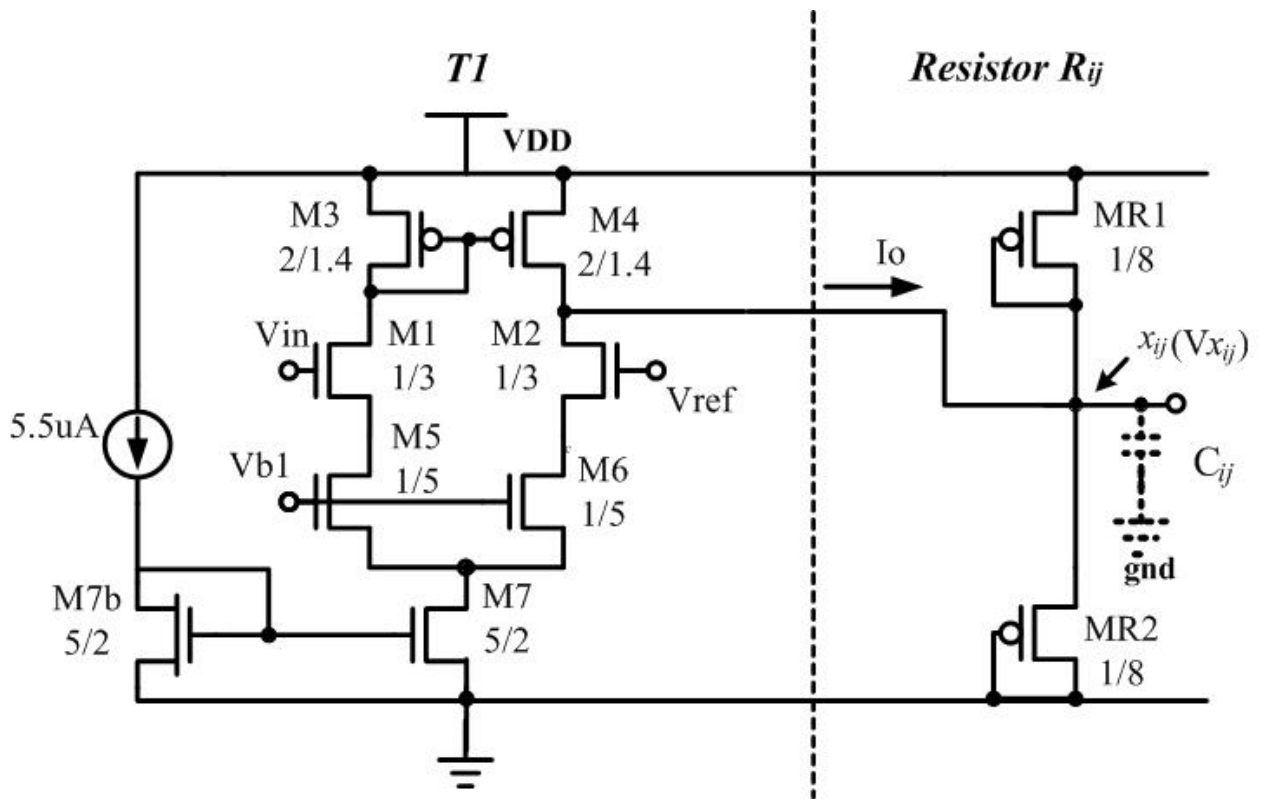 T1
Resistor Rij
VDD
M3
2/1.4
M4
2/1.4
MR1
1/8
Io
Vin
M1
1/3
M2
1/3
Vref
xij(Vxij)
5.5uA
Vb1
M5
1/5
M6
1/5
Cij
gnd
M7b
5/2
M7
5/2
MR2
1/8